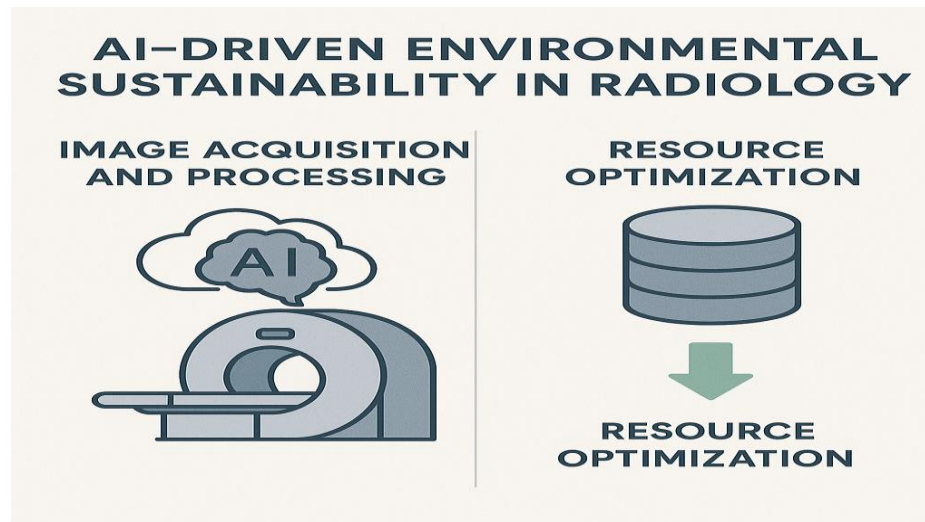 AI–DRIVEN ENVIRONMENTAL
SUSTAINABILITY IN RADIOLOGY
IMAGE ACQUISITION
AND PROCESSING
AI
RESOURCE
OPTIMIZATION
RESOURCE
OPTIMIZATION